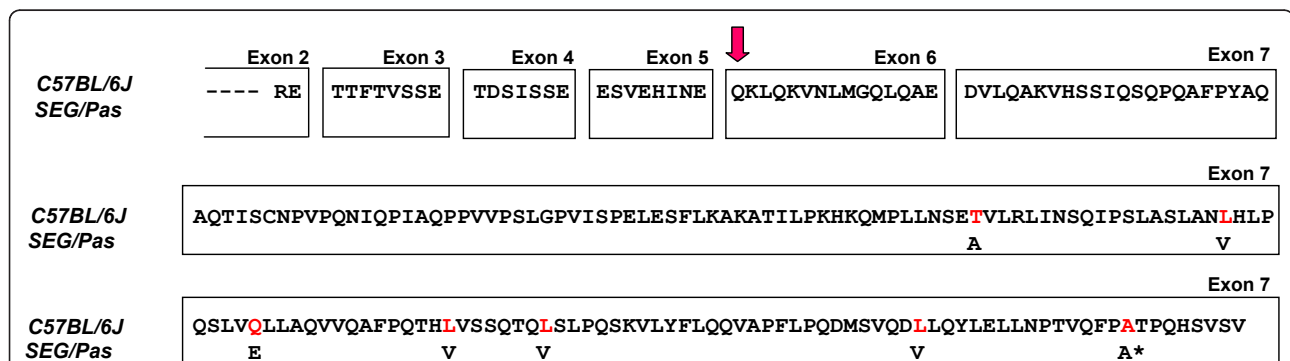 Exon 2 Exon 3 Exon 4 Exon 5 Exon 6 Exon 7
C57BL/6J ---- RE TTFTVSSE TDSISSE ESVEHINE QKLQKVNLMGQLQAE DVLQAKVHSSIQSQPQAFPYAQ
SEG/Pas
Exon 7
C57BL/6J AQTISCNPVPQNIQPIAQPPVVPSLGPVISPELESFLKAKATILPKHKQMPLLNSETVLRLINSQIPSLASLANLHLP
SEG/Pas A V
Exon 7
C57BL/6J QSLVQLLAQVVQAFPQTHLVSSQTQLSLPQSKVLYFLQQVAPFLPQDMSVQDLLQYLELLNPTVQFPATPQHSVSV
SEG/Pas E V V V A*